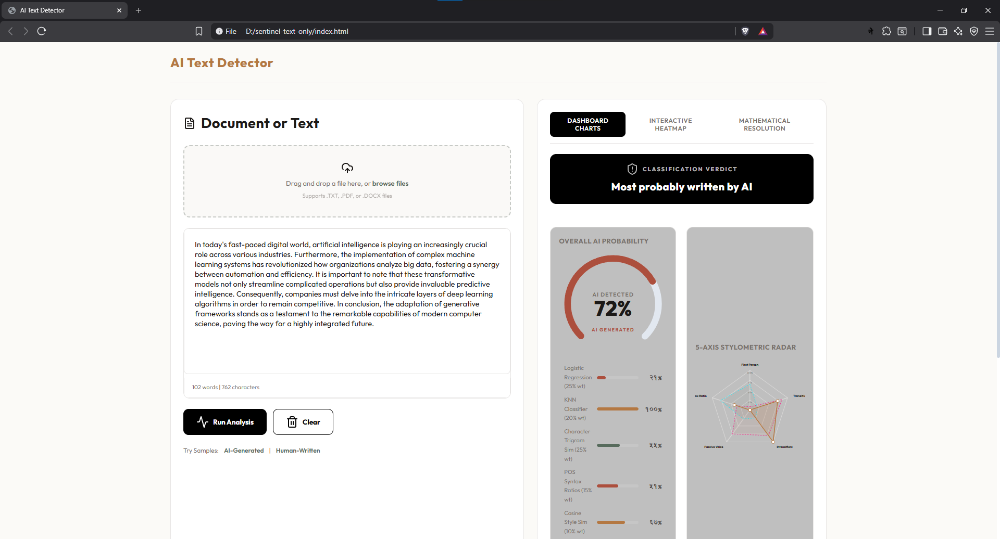 AI Text Detector
File D:/sentinel-text-only/index.html
ने
AI Text Detector
Document or Text
Drag and drop a file here, or browse files
Supports .TXT, .PDF, or .DOCX files
In today's fast-paced digital world, artificial intelligence is playing an increasingly crucial
role across various industries. Furthermore, the implementation of complex machine
learning systems has revolutionized how organizations analyze big data, fostering a synergy
between automation and efficiency. It is important to note that these transformative
models not only streamline complicated operations but also provide invaluable predictive
intelligence. Consequently, companies must delve into the intricate layers of deep learning
algorithms in order to remain competitive. In conclusion, the adaptation of generative
frameworks stands as a testament to the remarkable capabilities of modern computer
science, paving the way for a highly integrated future.
102 words | 762 characters
Run Analysis
Clear
Try Samples: AI-Generated | Human-Written
DASHBOARD
CHARTS
INTERACTIVE
HEATMAP
MATHEMATICAL
RESOLUTION
CLASSIFICATION VERDICT
Most probably written by AI
OVERALL AI PROBABILITY
AI DETECTED
72%
AI GENERATED
Logistic
Regression
(25% wt)
२१%
KNN
Classifier
(20% wt)
१००%
Character
Trigram
Sim (25%
wt)
५५%
POS
Syntax
Ratios (15%
wt)
५१%
Cosine
Style Sim
(10% wt)
६७%
5-AXIS STYLOMETRIC RADAR
First Person
ax Ratio
Transiti
Passive Voice
Intensifiers